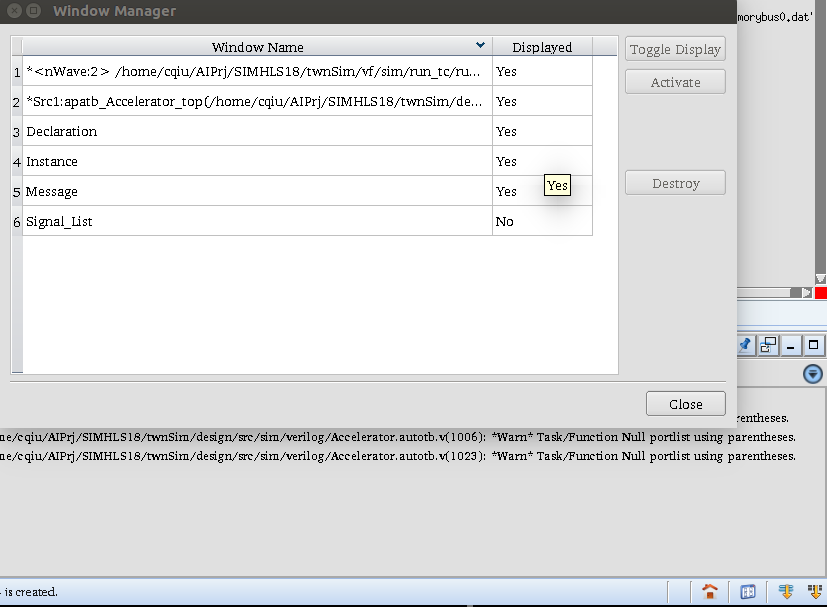 Window Manager
morybus0.dat'
Window Name Displayed
Toggle Display
1 *<nWave:2> /home/cqiu/AIPrj/SIMHLS18/twnSim/vf/sim/run_tc/ru... Yes
Activate
2 *Src1:apatb_Accelerator_top(/home/cqiu/AIPrj/SIMHLS18/twnSim/de... Yes
3 Declaration Yes
4 Instance Yes
Destroy
5 Message Yes
Yes
6 Signal_List No
Close
arentheses.
ne/cqiu/AIPrj/SIMHLS18/twnSim/design/src/sim/verilog/Accelerator.autotb.v(1006): *Warn* Task/Function Null portlist using parentheses.
ne/cqiu/AIPrj/SIMHLS18/twnSim/design/src/sim/verilog/Accelerator.autotb.v(1023): *Warn* Task/Function Null portlist using parentheses.
is created.